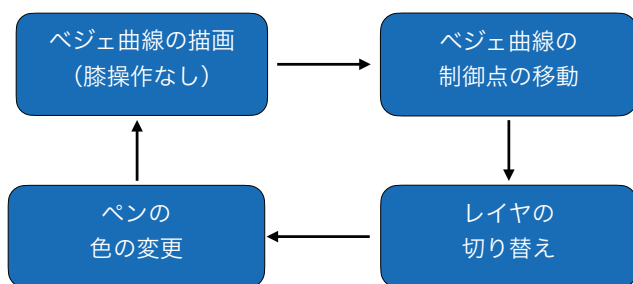 ベジェ曲線の描画
（膝操作なし）
ベジェ曲線の
制御点の移動
ペンの
色の変更
レイヤの
切り替え